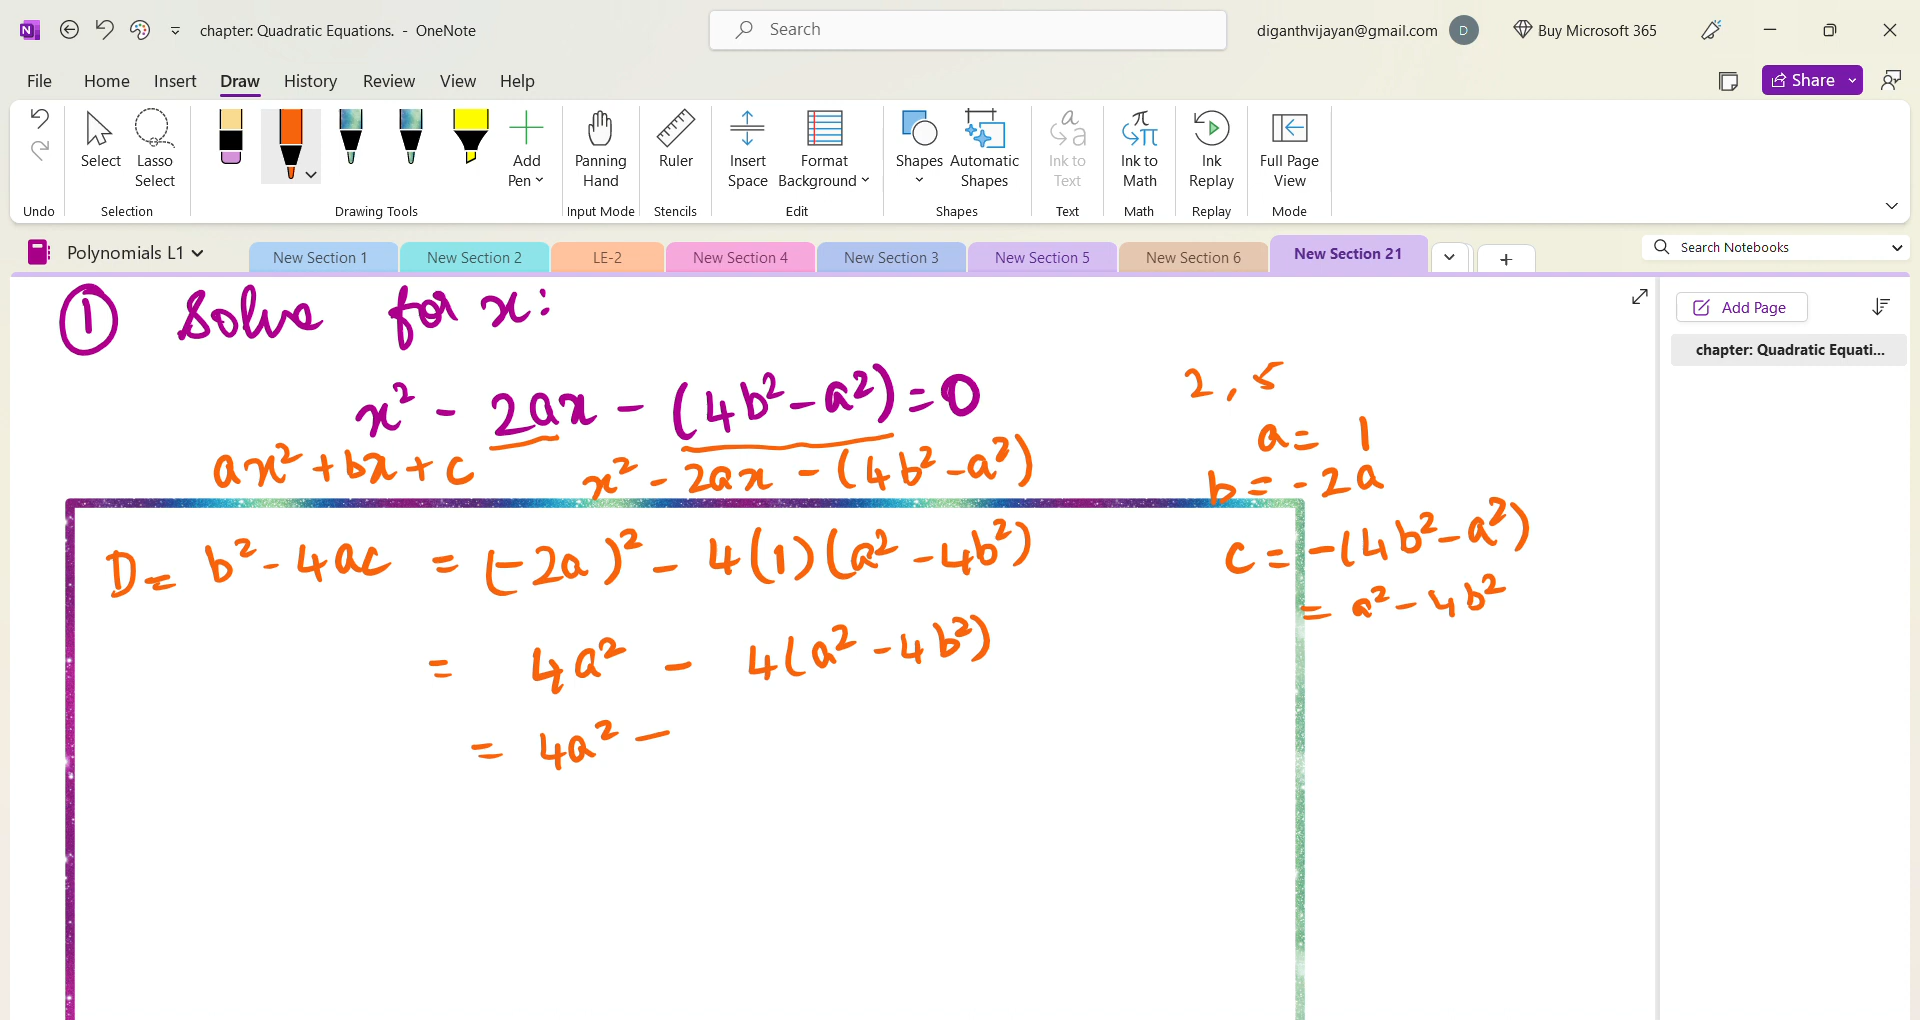 chapter: Quadratic Equations. - OneNote
Search
diganthvijayan@gmail.com
D
Buy Microsoft 365
File Home Insert Draw History Review View Help
Share
Select
Lasso Select
Add Pen
Panning Hand
Ruler
Insert Space
Format Background
Shapes
Automatic Shapes
Ink to Text
Ink to Math
Ink Replay
Full Page View
Undo Selection Drawing Tools Input Mode Stencils Edit Shapes Text Math Replay Mode
Polynomials L1
New Section 1 New Section 2 LE-2 New Section 4 New Section 3 New Section 5 New Section 6 New Section 21
Search Notebooks
Add Page
chapter: Quadratic Equati...
① Solve for x:
x² - 2ax - (4b² - a²) = 0
2, 5
a = 1
ax² + bx + c
x² - 2ax - (4b² - a²)
b = -2a
D = b² - 4ac = (-2a)² - 4(1)(a² - 4b²)
c = -(4b² - a²)
= a² - 4b²
= 4a² - 4(a² - 4b²)
= 4a² -